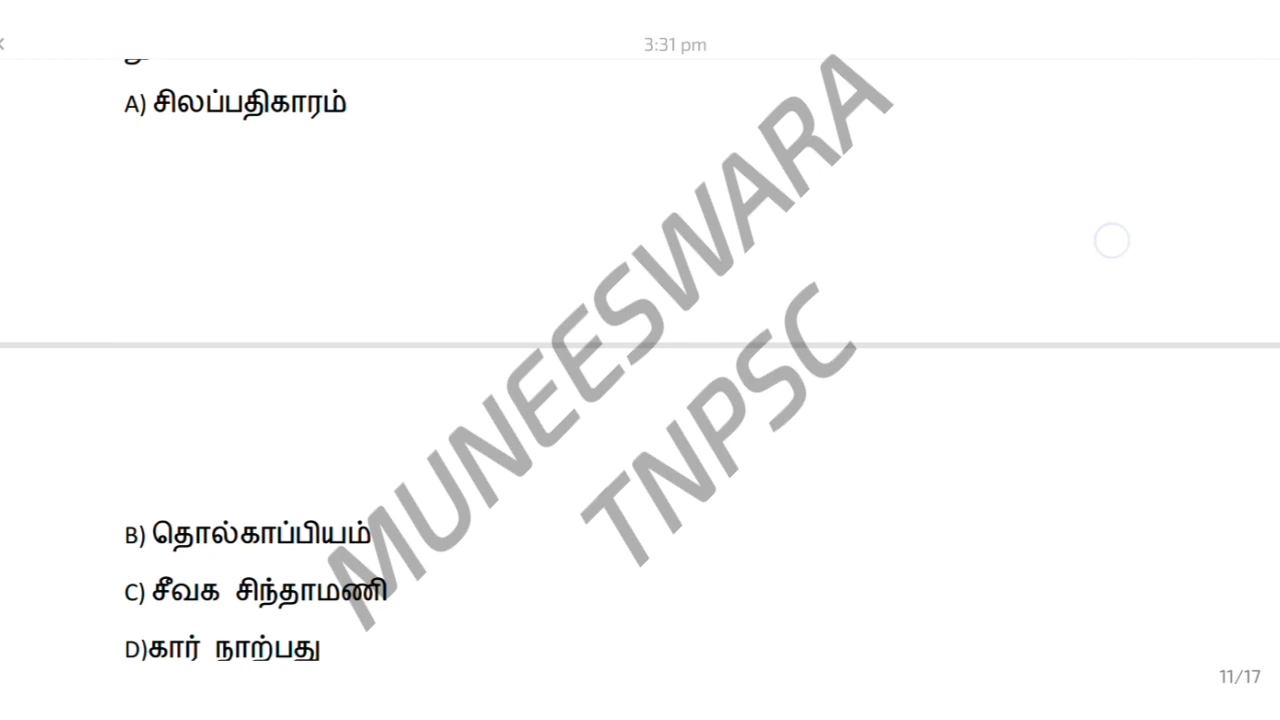 3:31 pm
A) சிலப்பதிகாரம்
MUNEESWARA
TNPSC
B) தொல்காப்பியம்
C) சீவக சிந்தாமணி
D)கார் நாற்பது
11/17